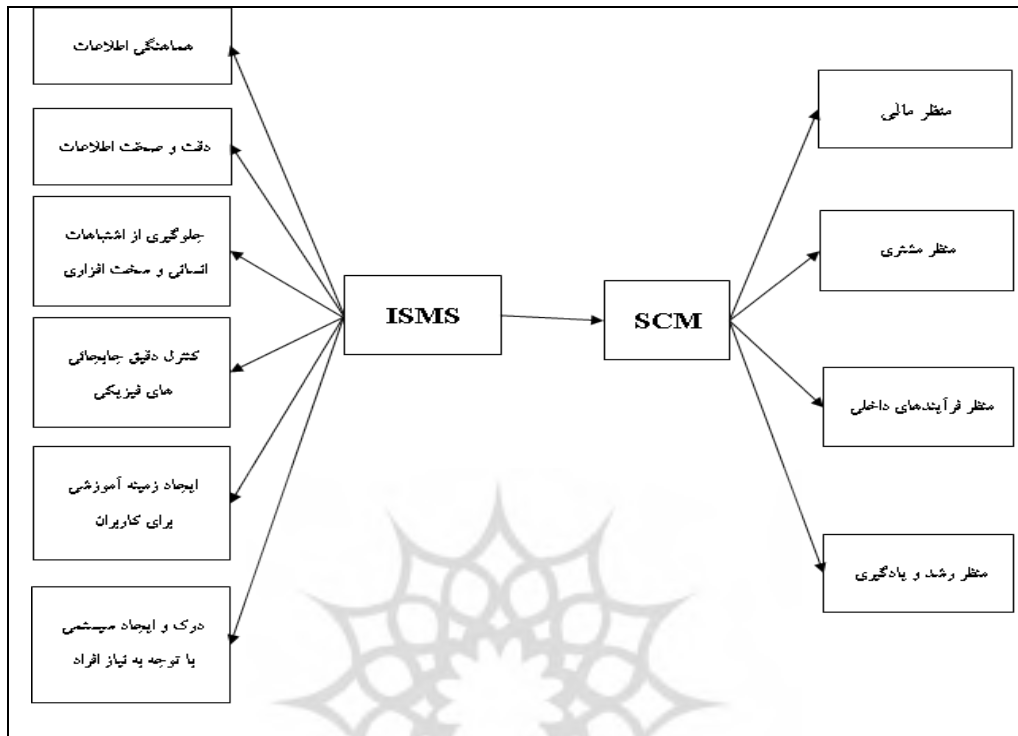 هماهنگی اطلاعات
دقت و صحت اطلاعات
جلوگیری از اشتباهات
انسانی و سخت افزاری
کنترل دقیق جابجائی
های فیزیکی
ایجاد زمینه آموزشی
برای کاربران
درک و ایجاد سیستمی
با توجه به نیاز افراد
ISMS
SCM
منظر مالی
منظر مشتری
منظر فرآیندهای داخلی
منظر رشد و یادگیری